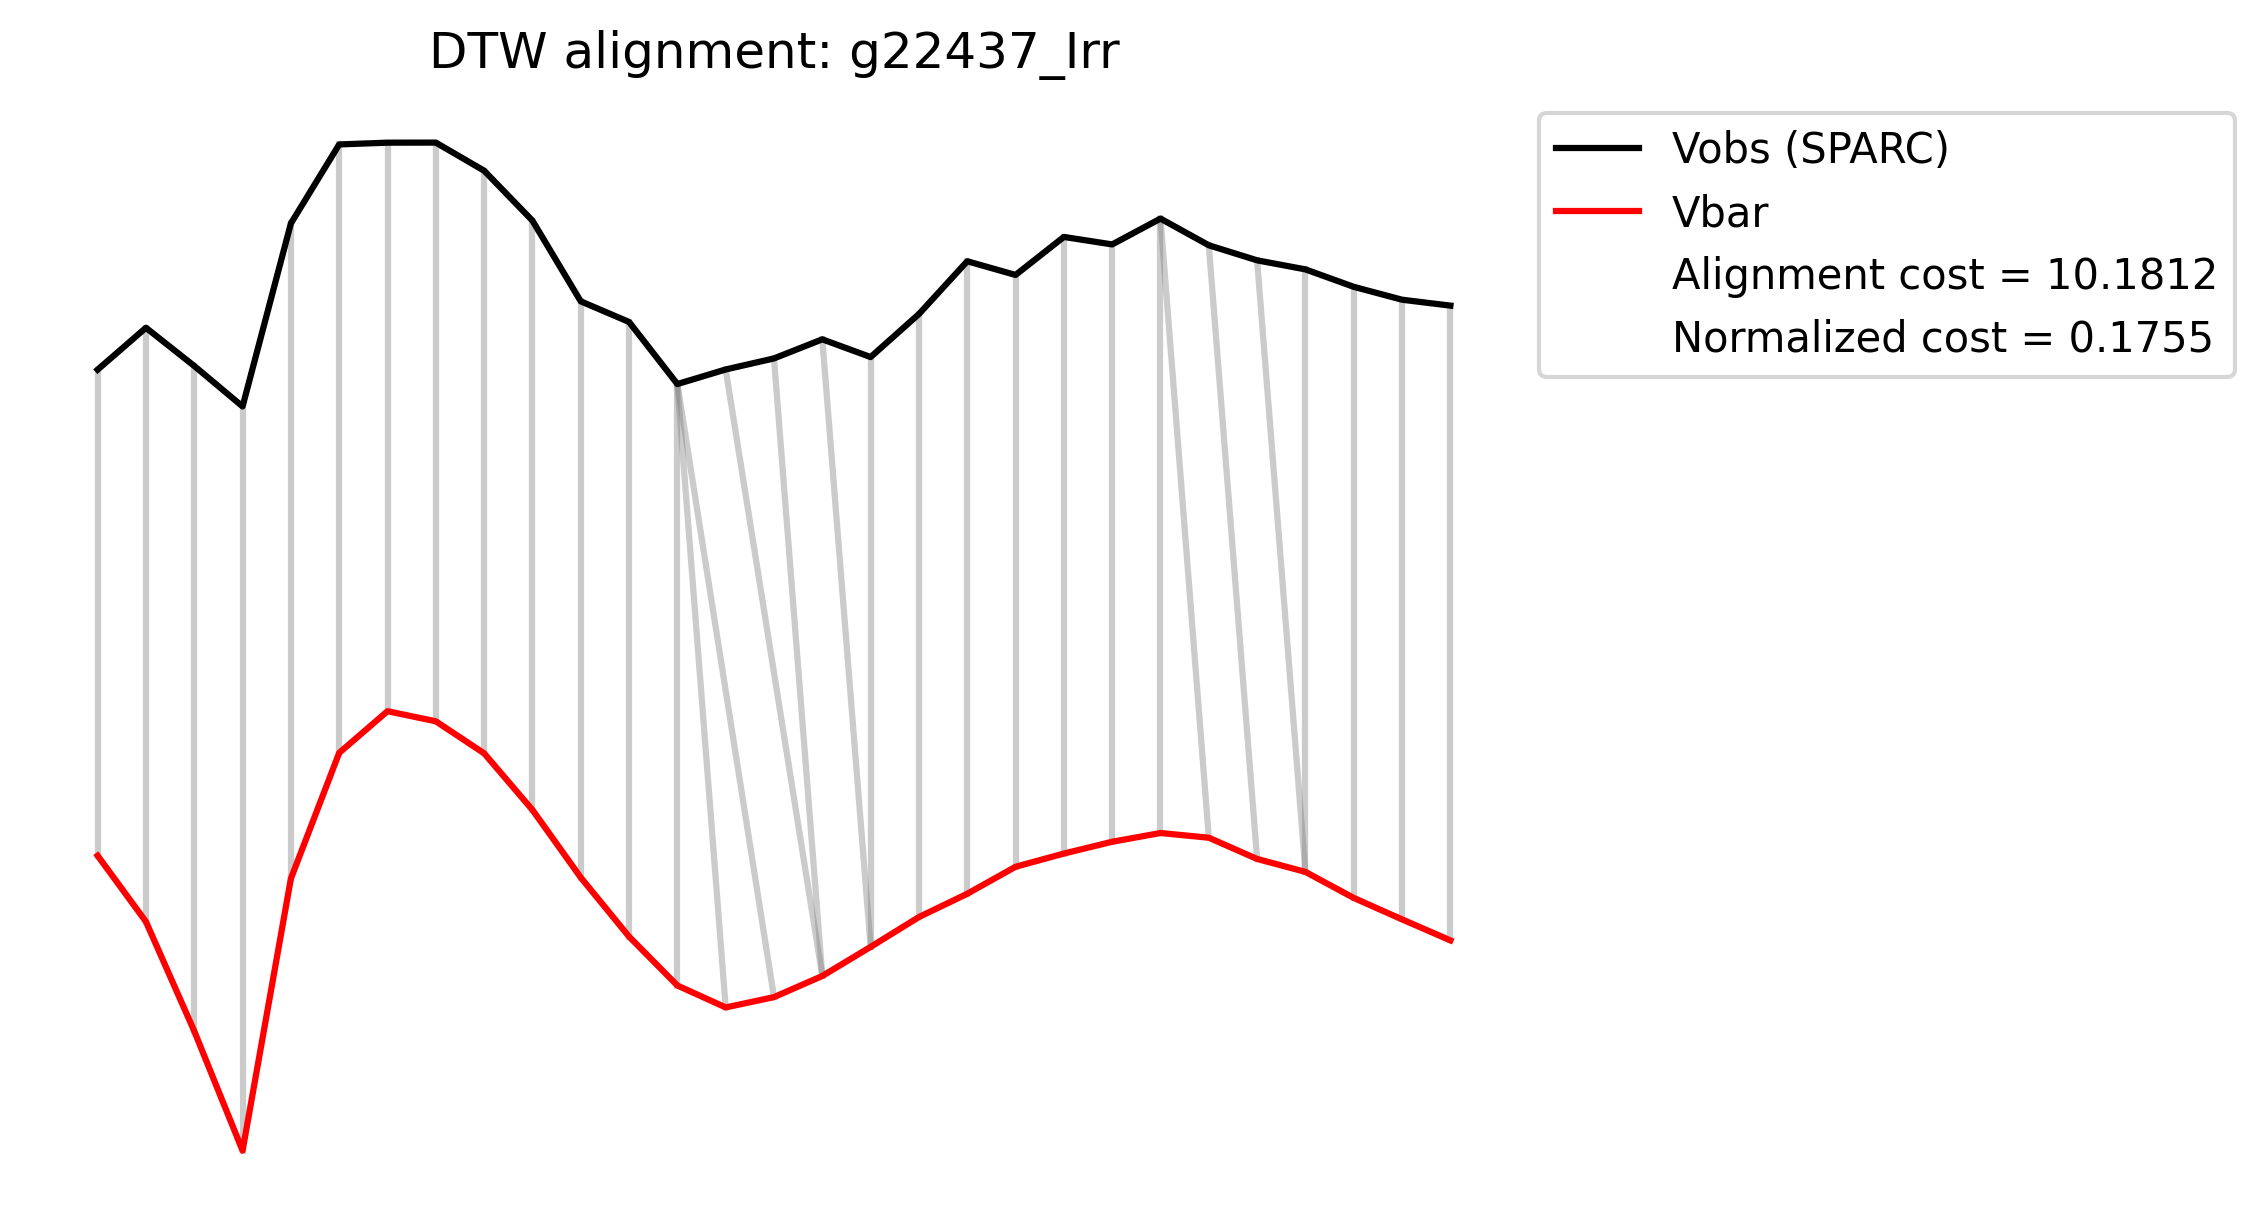 DTW alignment: g22437_Irr
Vobs (SPARC)
Vbar
Alignment cost = 10.1812
Normalized cost = 0.1755